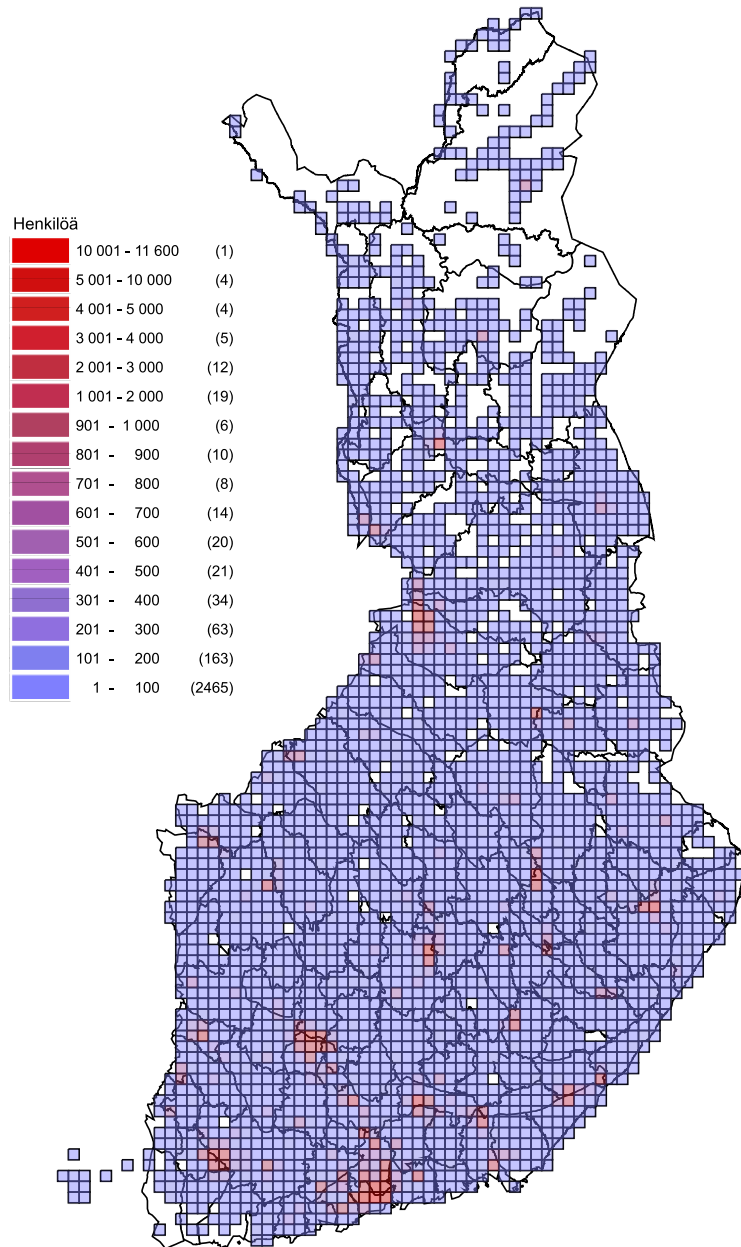 Henkilöä
10 001 - 11 600 (1)
5 001 - 10 000 (4)
4 001 - 5 000 (4)
3 001 - 4 000 (5)
2 001 - 3 000 (12)
1 001 - 2 000 (19)
901 - 1 000 (6)
801 - 900 (10)
701 - 800 (8)
601 - 700 (14)
501 - 600 (20)
401 - 500 (21)
301 - 400 (34)
201 - 300 (63)
101 - 200 (163)
1 - 100 (2465)